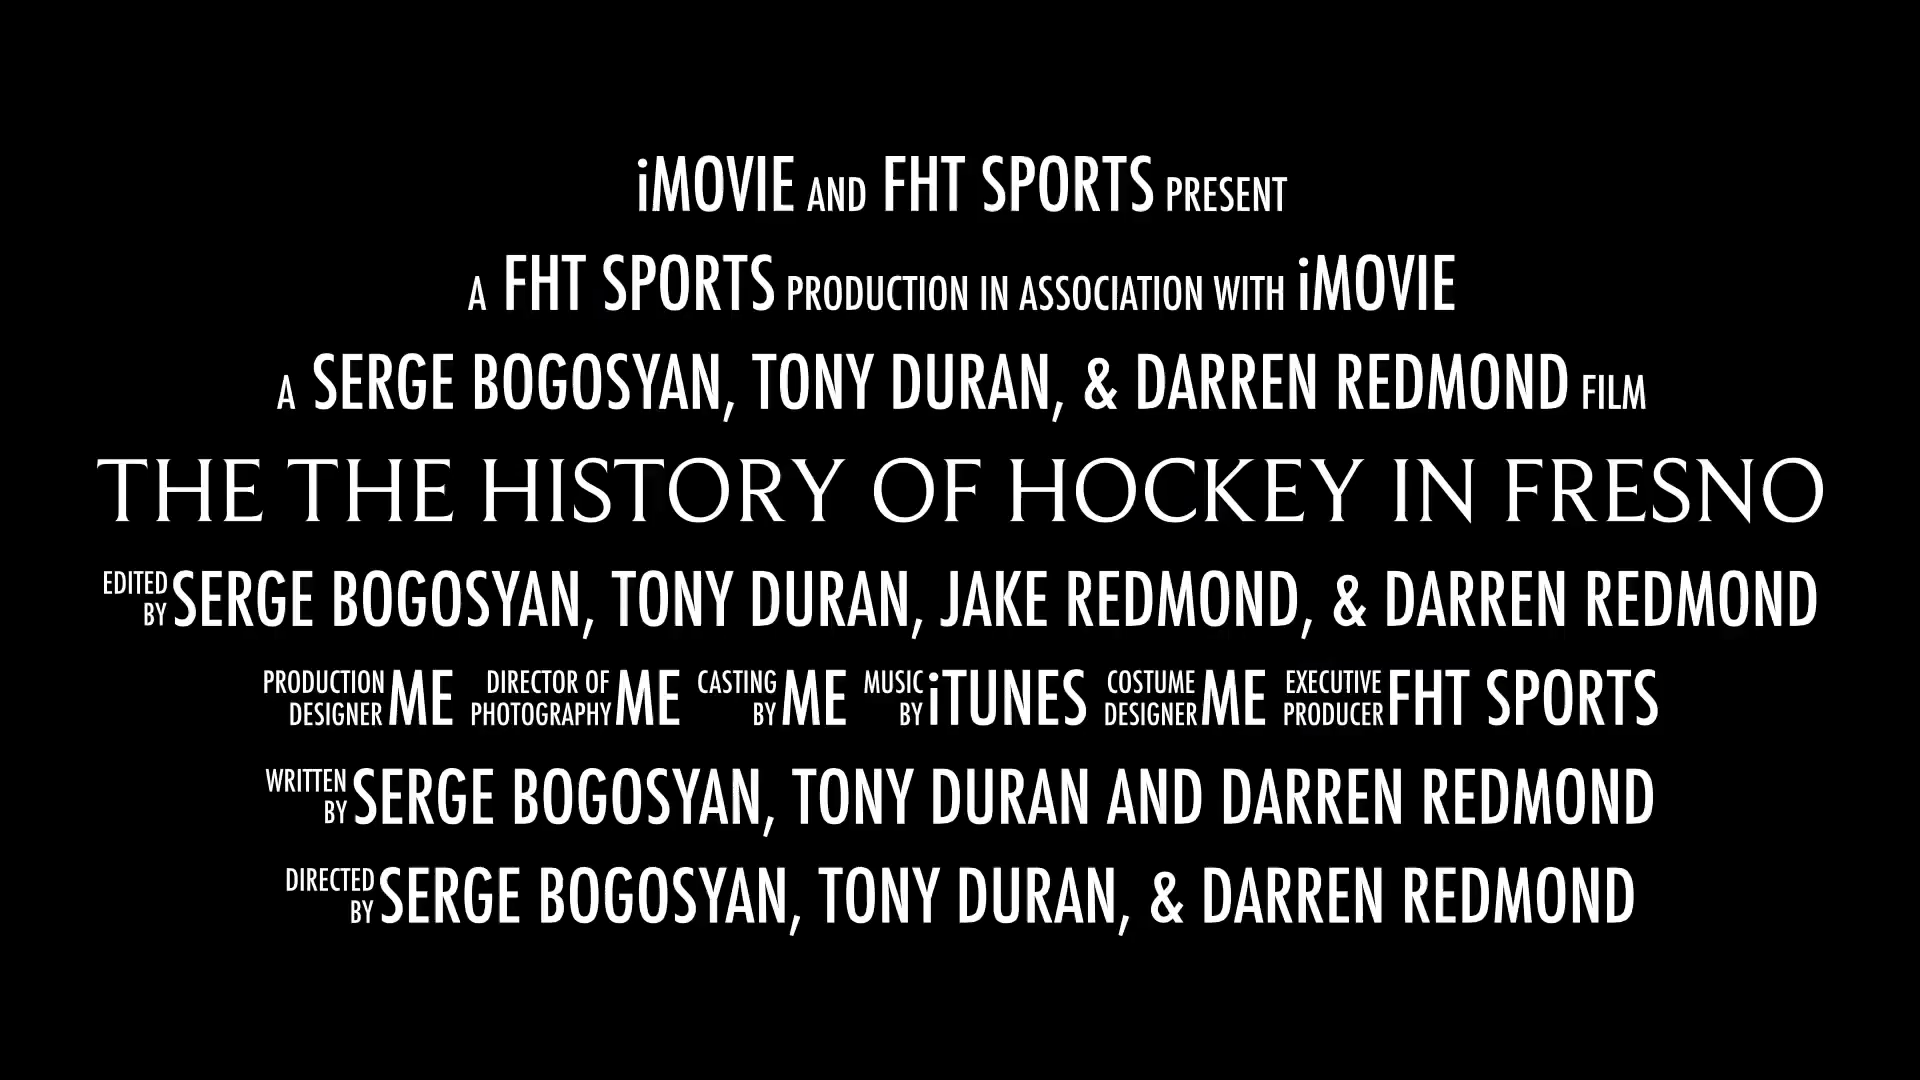 iMOVIE AND FHT SPORTS PRESENT
A FHT SPORTS PRODUCTION IN ASSOCIATION WITH iMOVIE
A SERGE BOGOSYAN, TONY DURAN, & DARREN REDMOND FILM
THE THE HISTORY OF HOCKEY IN FRESNO
EDITED BY SERGE BOGOSYAN, TONY DURAN, JAKE REDMOND, & DARREN REDMOND
PRODUCTION DESIGNER ME DIRECTOR OF PHOTOGRAPHY ME CASTING BY ME MUSIC BY iTUNES COSTUME DESIGNER ME EXECUTIVE PRODUCER FHT SPORTS
WRITTEN BY SERGE BOGOSYAN, TONY DURAN AND DARREN REDMOND
DIRECTED BY SERGE BOGOSYAN, TONY DURAN, & DARREN REDMOND